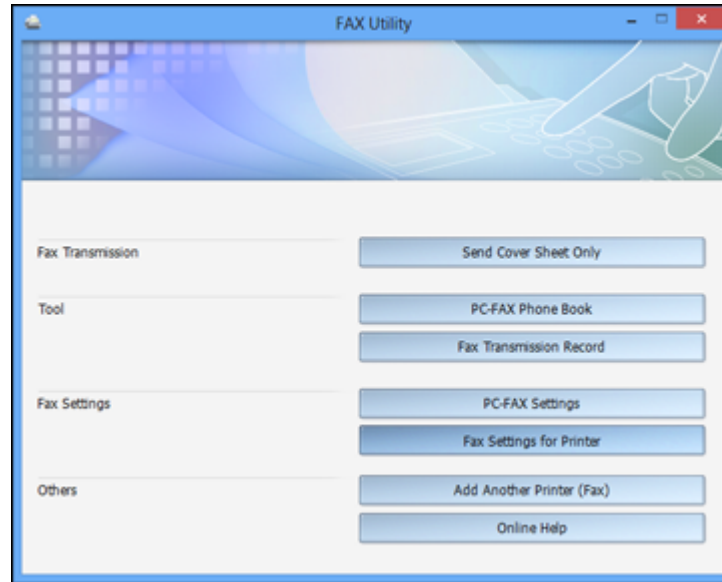 FAX Utility
Fax Transmission
Send Cover Sheet Only
Tool
PC-FAX Phone Book
Fax Transmission Record
Fax Settings
PC-FAX Settings
Fax Settings for Printer
Others
Add Another Printer (Fax)
Online Help